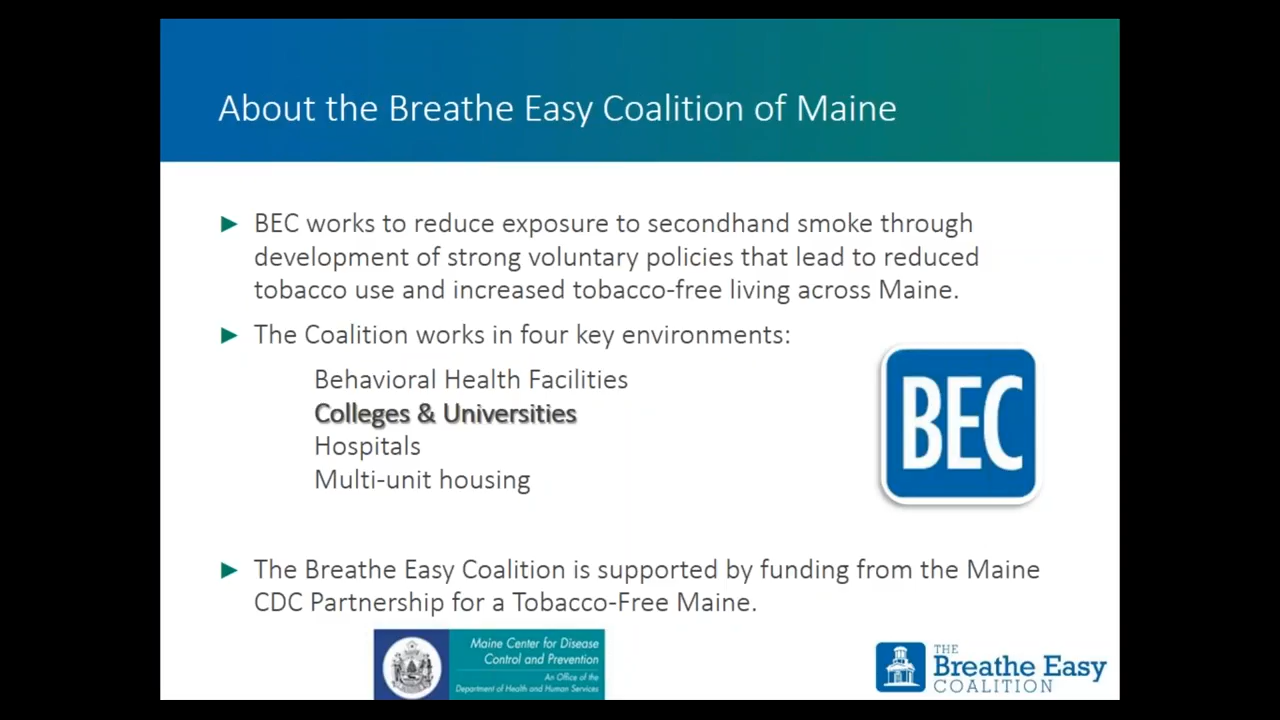 About the Breathe Easy Coalition of Maine
► BEC works to reduce exposure to secondhand smoke through
development of strong voluntary policies that lead to reduced
tobacco use and increased tobacco-free living across Maine.
► The Coalition works in four key environments:
Behavioral Health Facilities
Colleges & Universities
Hospitals
Multi-unit housing
BEC
► The Breathe Easy Coalition is supported by funding from the Maine
CDC Partnership for a Tobacco-Free Maine.
Maine Center for Disease
Control and Prevention
An Office of the
Department of Health and Human Services
THE
Breathe Easy
COALITION